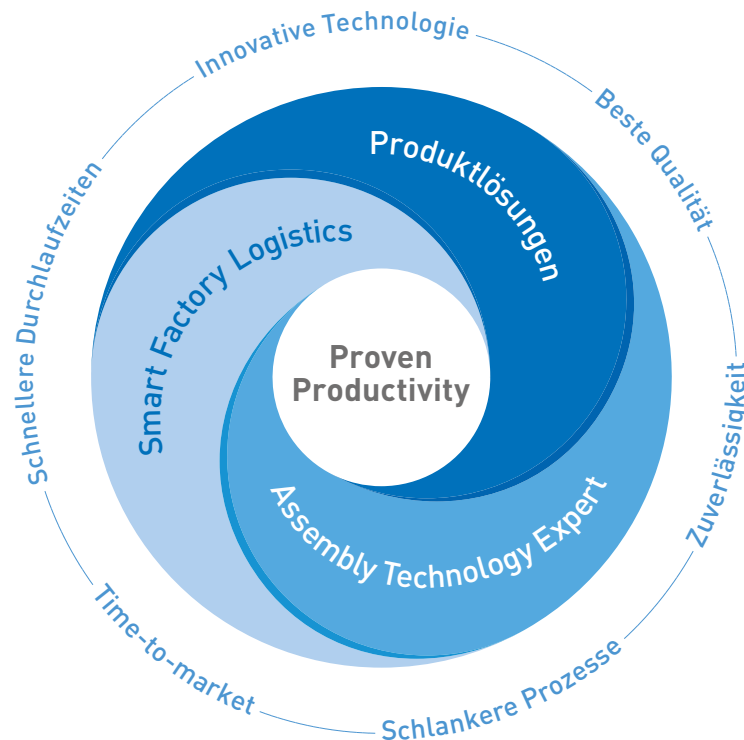 Innovative Technologie
Beste Qualität
Zuverlässigkeit
Schlankere Prozesse
Time-to-market
Schnellere Durchlaufzeiten
Produktlösungen
Assembly Technology Expert
Smart Factory Logistics
Proven
Productivity